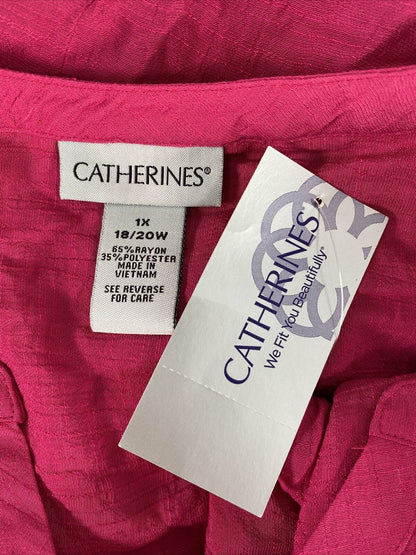 CATHERINES®
1X
18/20W
65%RAYON
35%POLYESTER
MADE IN
VIETNAM
SEE REVERSE
FOR CARE
CATHERINES®
We Fit You Beautifully®